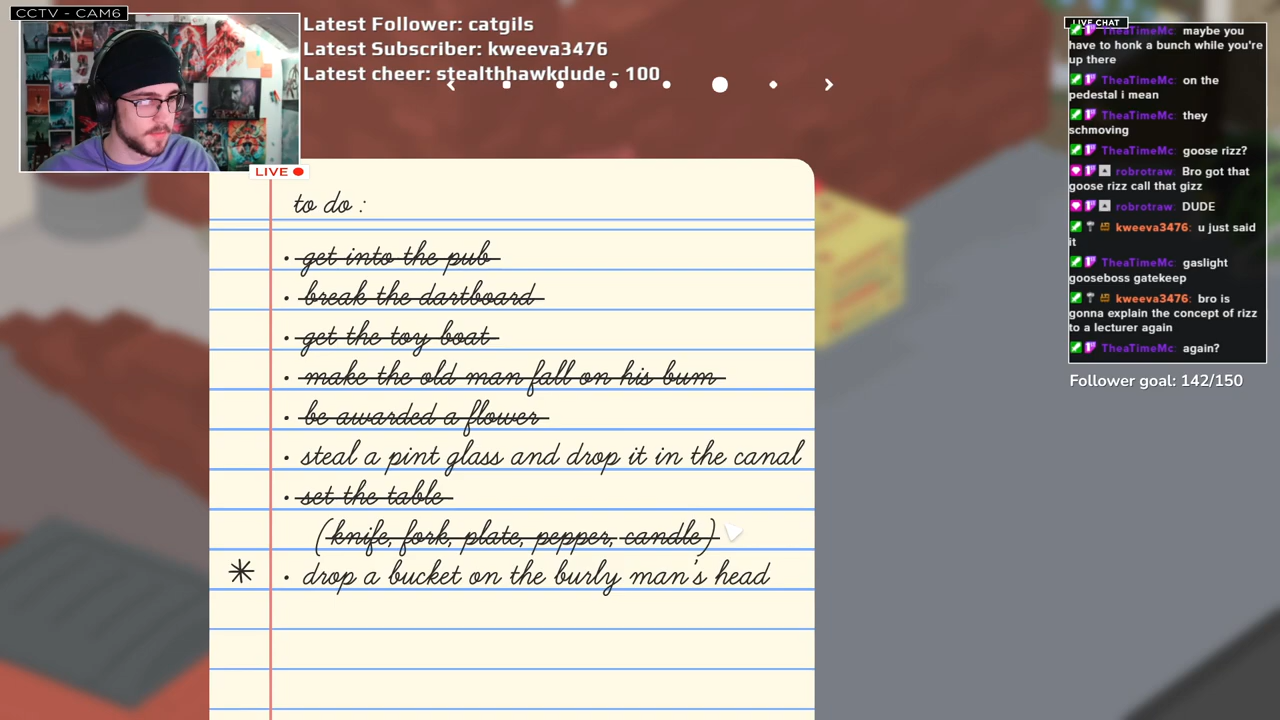 CCTV - CAM6
Latest Follower: catgils
Latest Subscriber: kweeva3476
Latest cheer: stealthhawkdude - 100
LIVE
to do :
• get into the pub
• break the dartboard
• get the toy boat
• make the old man fall on his bum
• be awarded a flower
• steal a pint glass and drop it in the canal
• set the table
(knife, fork, plate, pepper, candle)
• drop a bucket on the burly man's head
LIVE CHAT
TheaTimeMc: maybe you
have to honk a bunch while you're
up there
TheaTimeMc: on the
pedestal i mean
TheaTimeMc: they
schmoving
TheaTimeMc: goose rizz?
robrotraw: Bro got that
goose rizz call that gizz
robrotraw: DUDE
kweeva3476: u just said
it
TheaTimeMc: gaslight
gooseboss gatekeep
kweeva3476: bro is
gonna explain the concept of rizz
to a lecturer again
TheaTimeMc: again?
Follower goal: 142/150